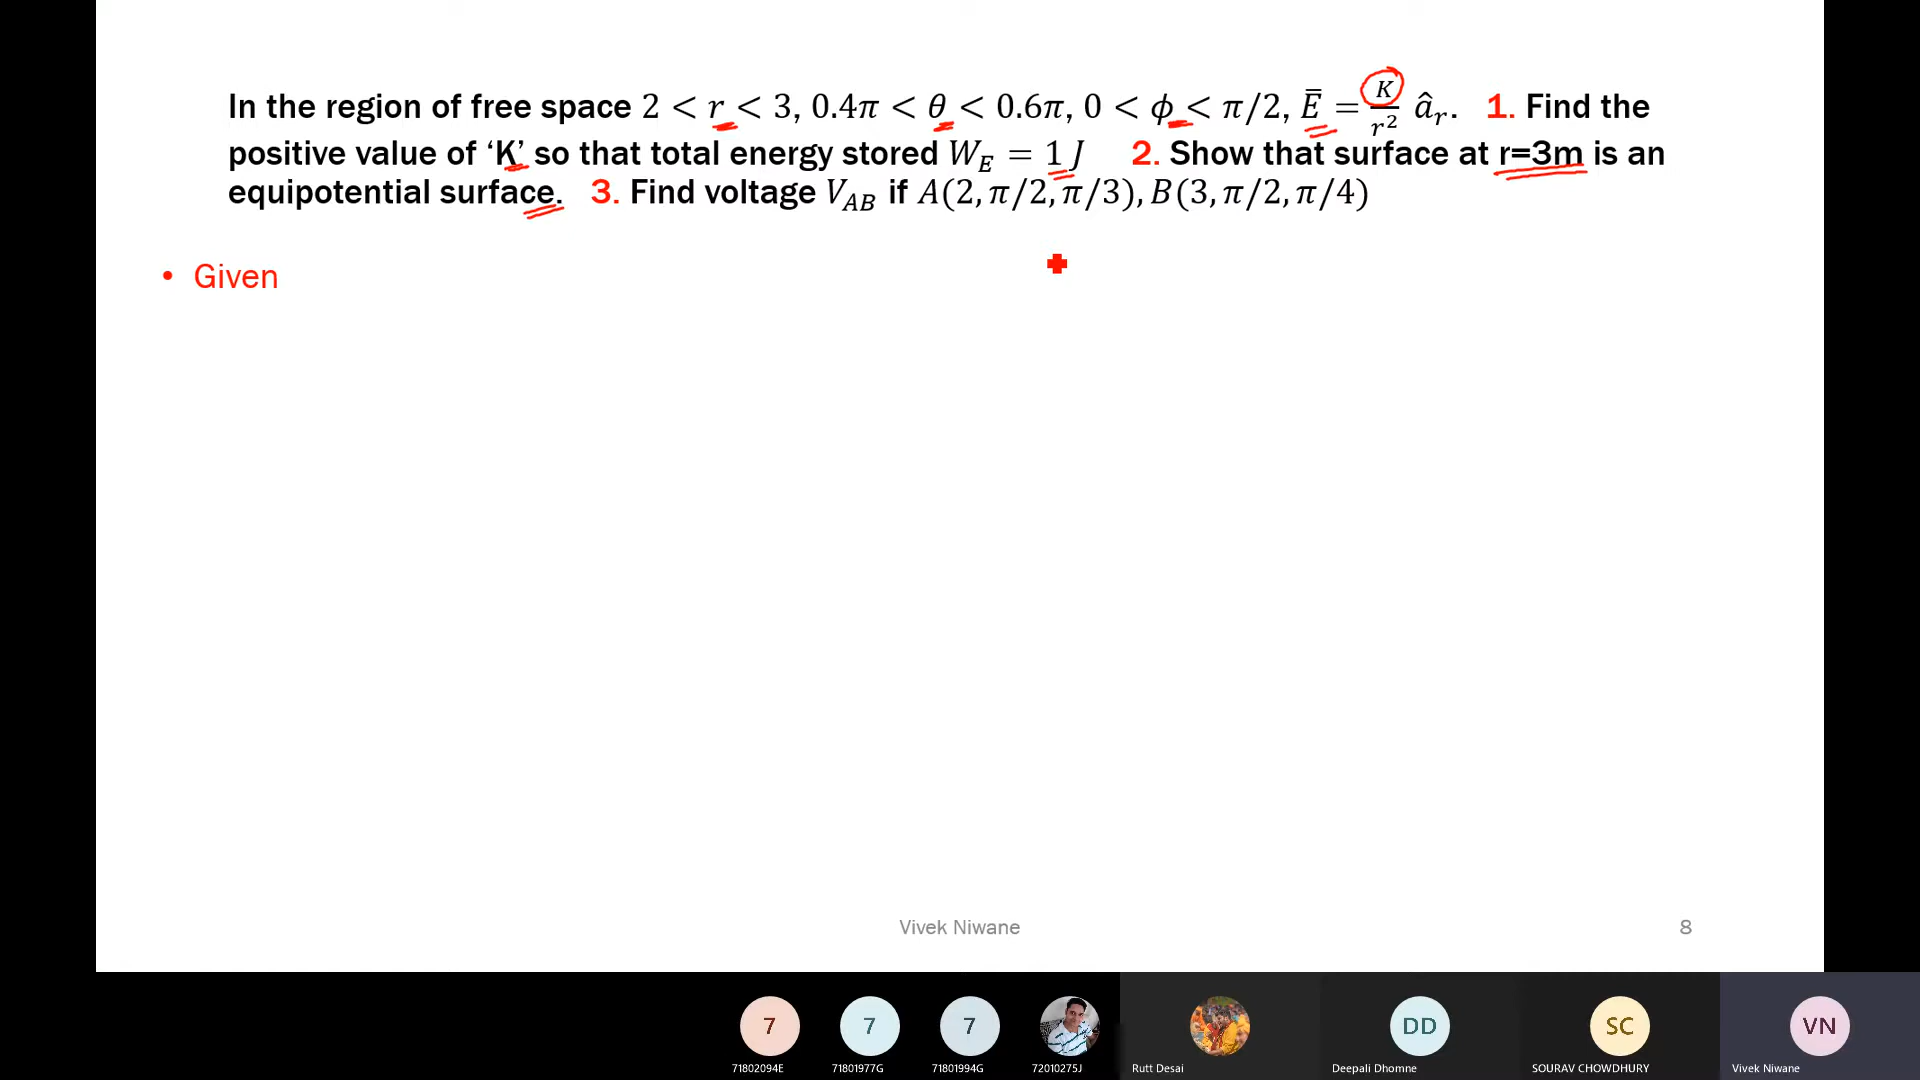 In the region of free space 2 < r < 3, 0.4π < θ < 0.6π, 0 < ϕ < π/2, E̅ = K/r² âᵣ. 1. Find the
positive value of ‘K’ so that total energy stored W_E = 1 J 2. Show that surface at r=3m is an
equipotential surface. 3. Find voltage V_AB if A(2, π/2, π/3), B(3, π/2, π/4)
• Given
Vivek Niwane
8
7
7
7
DD
SC
VN
71802094E
71801977G
71801994G
72010275J
Rutt Desai
Deepali Dhomne
SOURAV CHOWDHURY
Vivek Niwane